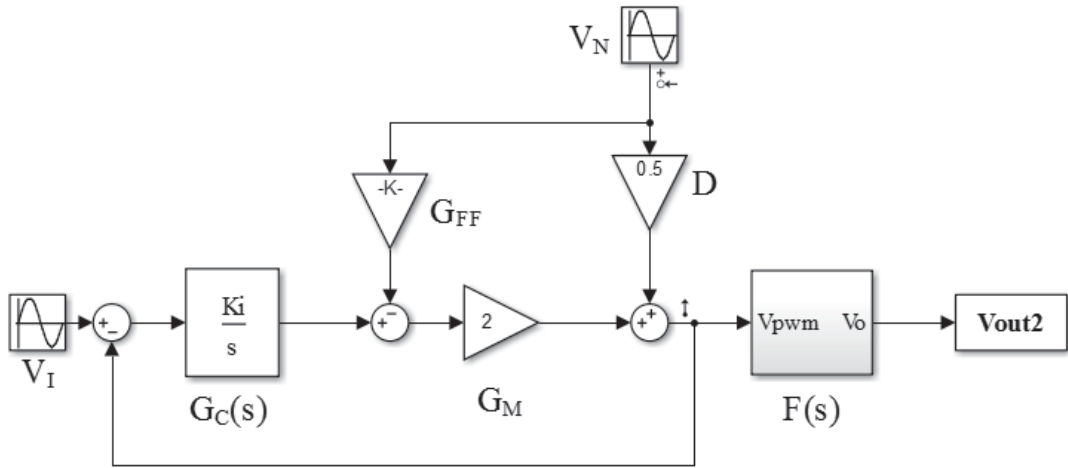 V_N
-K-
G_FF
0.5
D
V_I
Ki
s
G_C(s)
2
G_M
Vpwm Vo
F(s)
Vout2